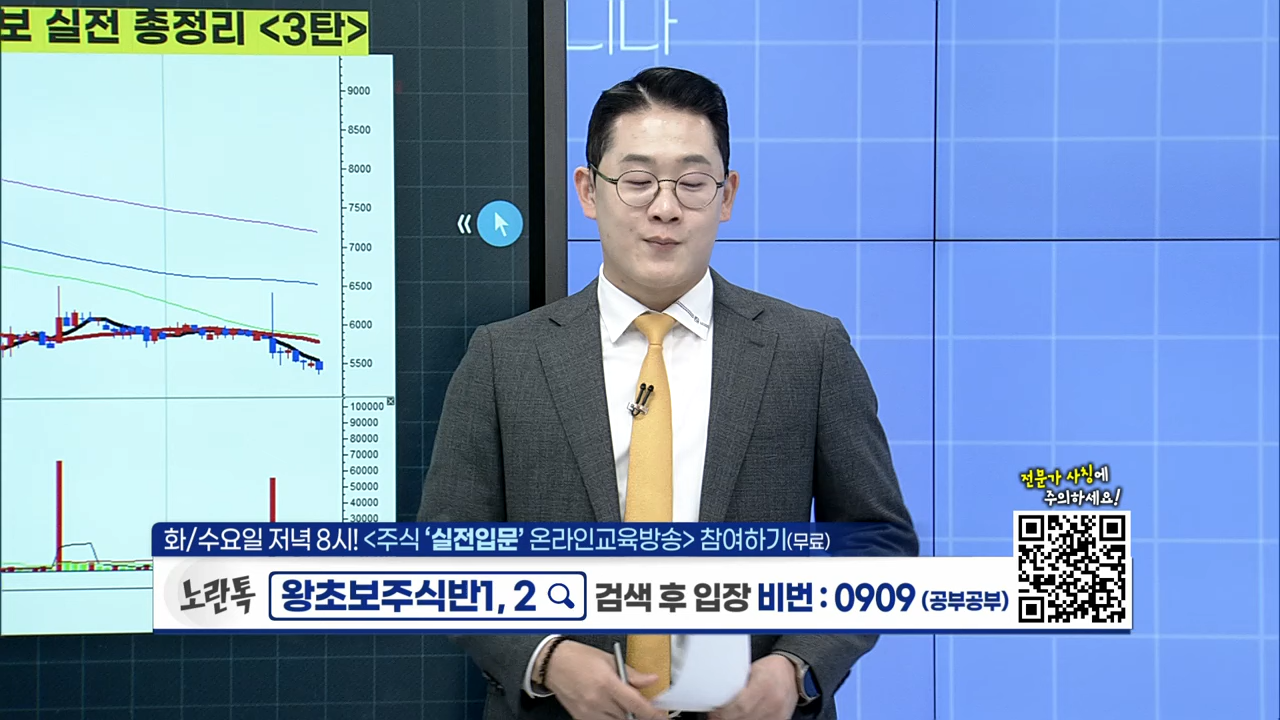 보 실전 총정리 <3탄>
니다
9000
8500
8000
7500
7000
6500
6000
5500
100000
90000
80000
70000
60000
50000
40000
30000
전문가 사칭에
주의하세요!
화/수요일 저녁 8시! <주식 '실전입문' 온라인교육방송> 참여하기(무료)
노란톡 왕초보주식반1, 2 검색 후 입장 비번 : 0909 (공부공부)